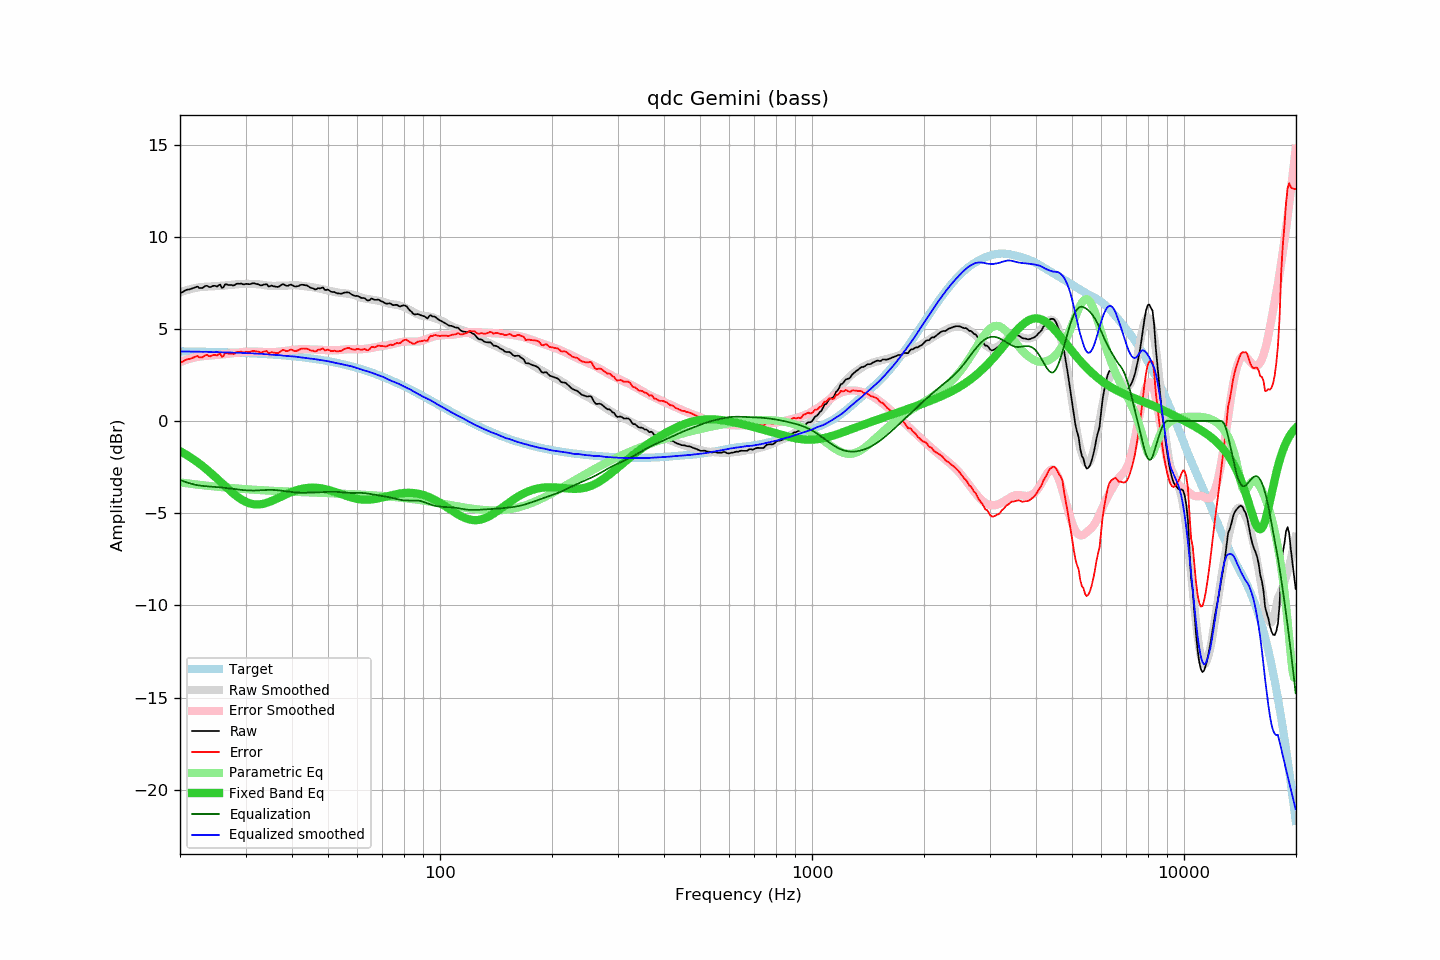 qdc Gemini (bass)
Amplitude (dBr)
15
10
5
0
−5
−10
−15
−20
Target
Raw Smoothed
Error Smoothed
Raw
Error
Parametric Eq
Fixed Band Eq
Equalization
Equalized smoothed
100
1000
10000
Frequency (Hz)